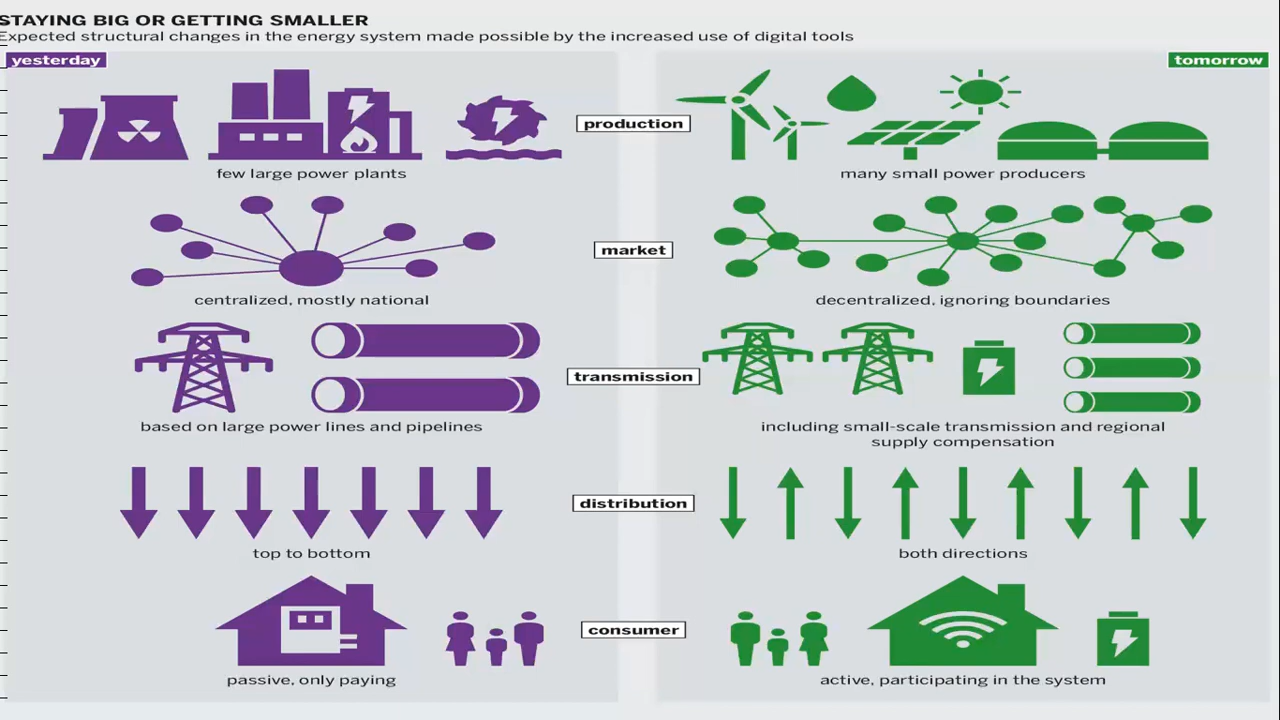 STAYING BIG OR GETTING SMALLER
Expected structural changes in the energy system made possible by the increased use of digital tools
yesterday
tomorrow
production
few large power plants
many small power producers
market
centralized, mostly national
decentralized, ignoring boundaries
transmission
based on large power lines and pipelines
including small-scale transmission and regional
supply compensation
distribution
top to bottom
both directions
consumer
passive, only paying
active, participating in the system